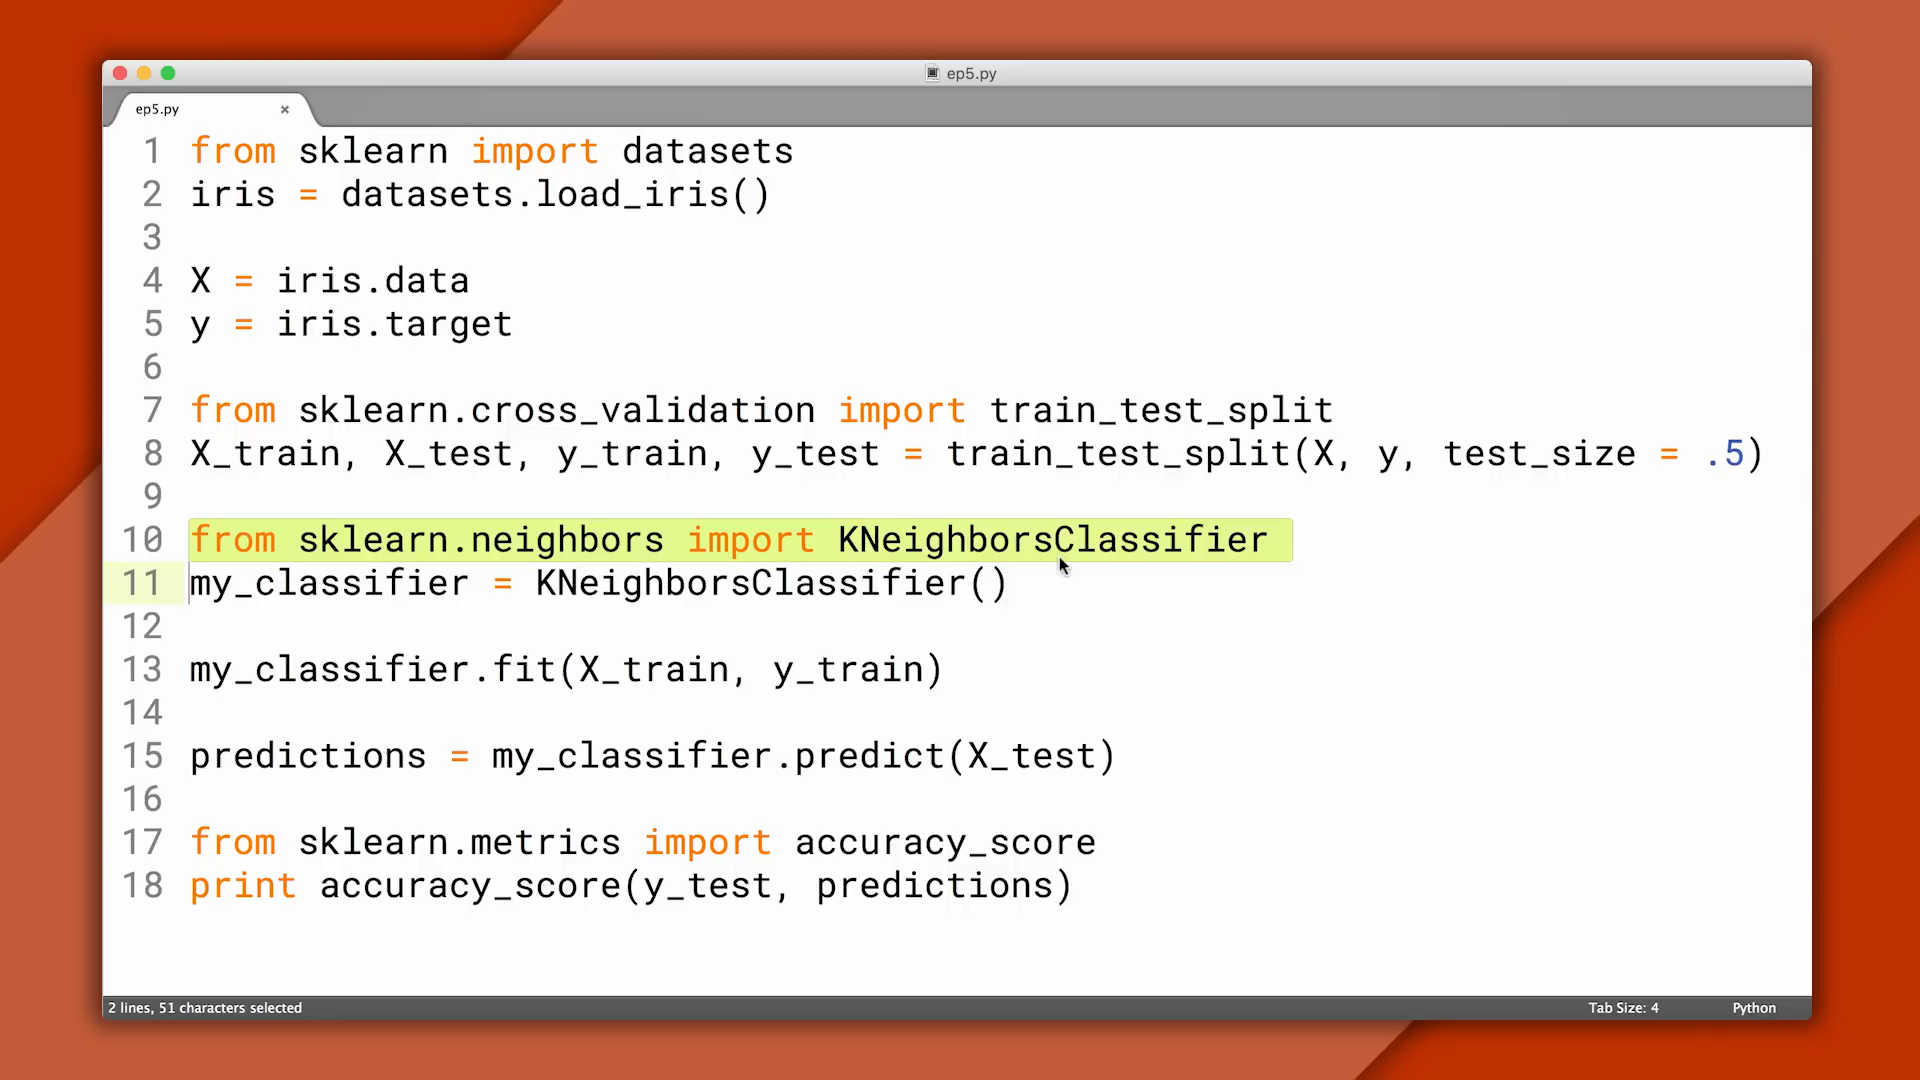 ep5.py
ep5.py ×
1 from sklearn import datasets
2 iris = datasets.load_iris()
3
4 X = iris.data
5 y = iris.target
6
7 from sklearn.cross_validation import train_test_split
8 X_train, X_test, y_train, y_test = train_test_split(X, y, test_size = .5)
9
10 from sklearn.neighbors import KNeighborsClassifier
11 my_classifier = KNeighborsClassifier()
12
13 my_classifier.fit(X_train, y_train)
14
15 predictions = my_classifier.predict(X_test)
16
17 from sklearn.metrics import accuracy_score
18 print accuracy_score(y_test, predictions)
2 lines, 51 characters selected Tab Size: 4 Python